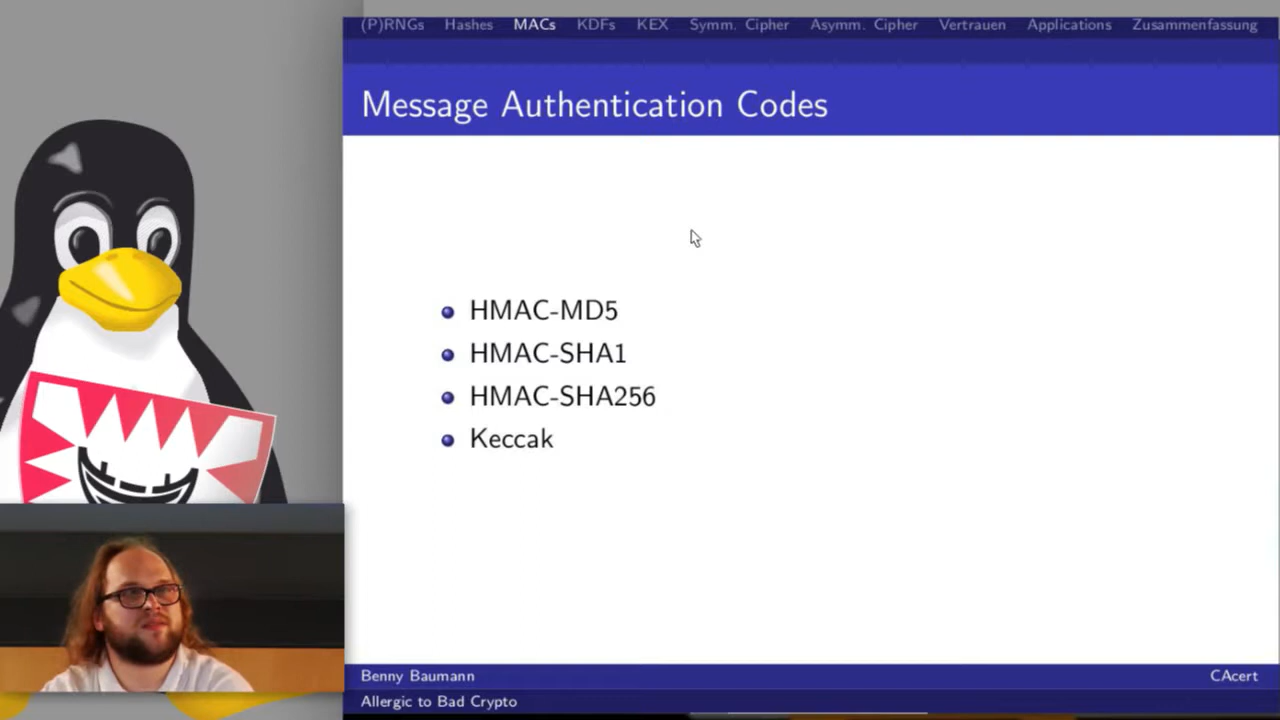 (P)RNGs Hashes MACs KDFs KEX Symm. Cipher Asymm. Cipher Vertrauen Applications Zusammenfassung
Message Authentication Codes
HMAC-MD5
HMAC-SHA1
HMAC-SHA256
Keccak
Benny Baumann CAcert
Allergic to Bad Crypto